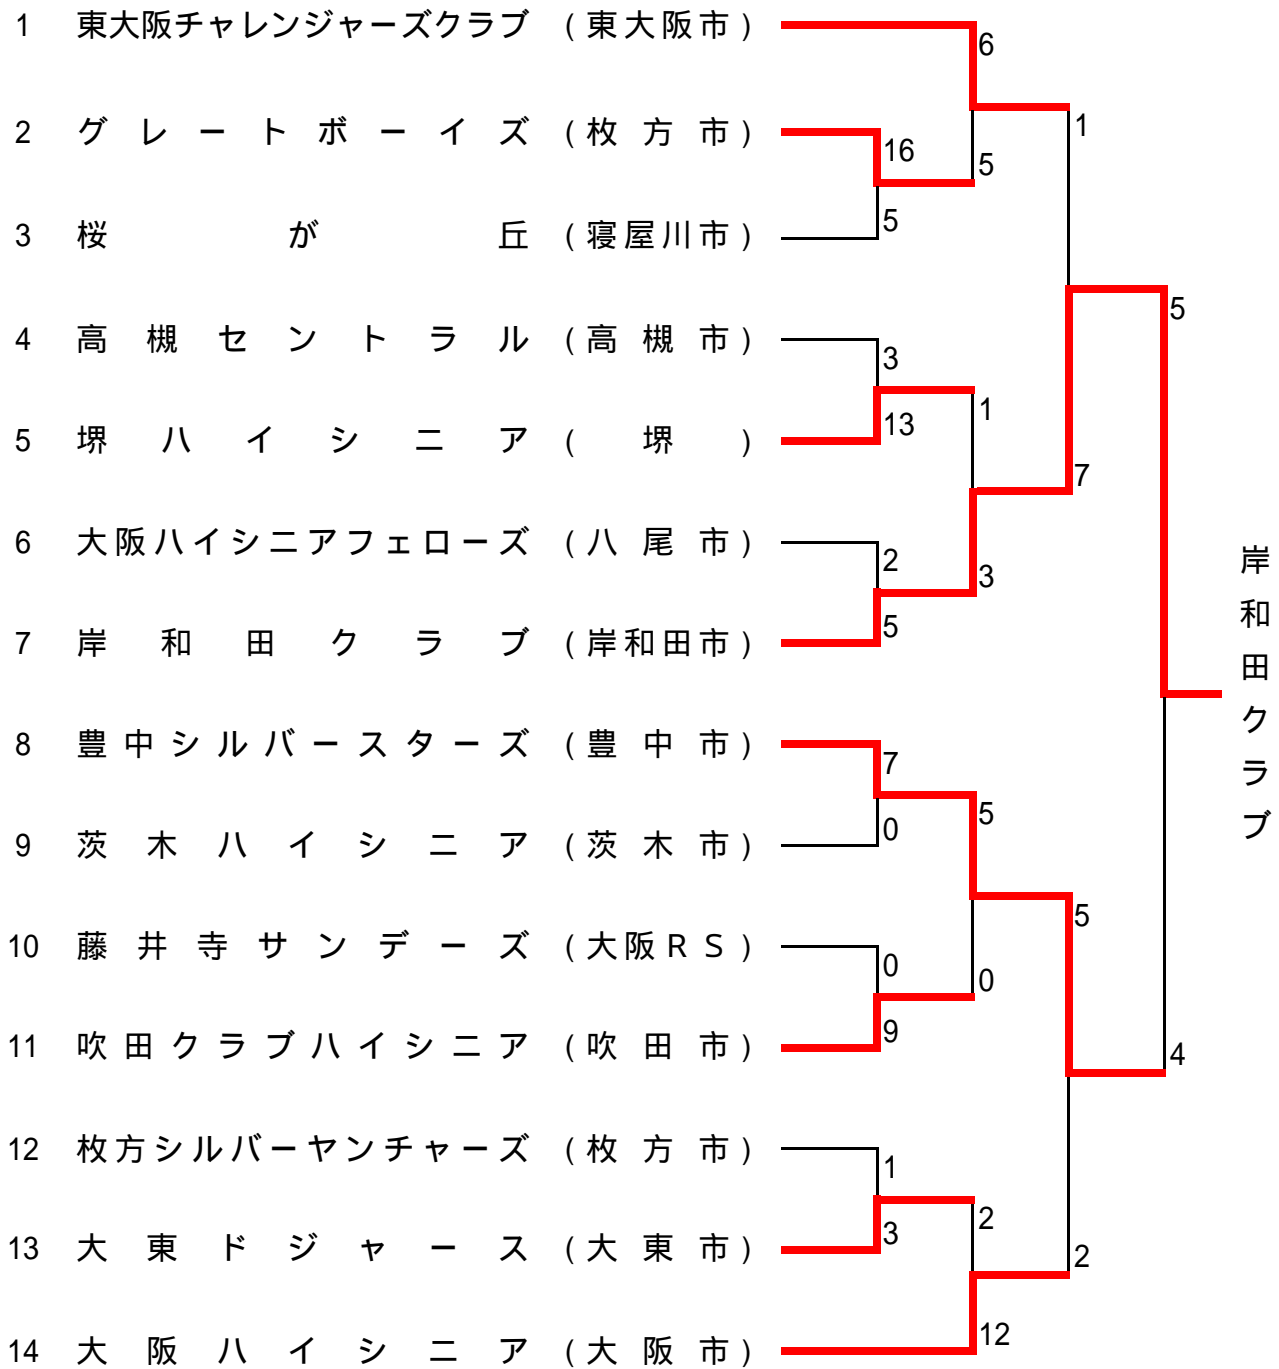 1 東大阪チャレンジャーズクラブ (東大阪市)
6
1
2 グレートボーイズ (枚方市)
16
5
3 桜が丘 (寝屋川市)
5
5
4 高槻セントラル (高槻市)
3
1
5 堺ハイシニア (堺)
13
7
6 大阪ハイシニアフェローズ (八尾市)
2
3
7 岸和田クラブ (岸和田市)
5
岸和田クラブ
8 豊中シルバースターズ (豊中市)
7
5
9 茨木ハイシニア (茨木市)
0
5
10 藤井寺サンデーズ (大阪RS)
0
0
11 吹田クラブハイシニア (吹田市)
9
4
12 枚方シルバーヤンチャーズ (枚方市)
1
2
13 大東ドジャース (大東市)
3
2
14 大阪ハイシニア (大阪市)
12